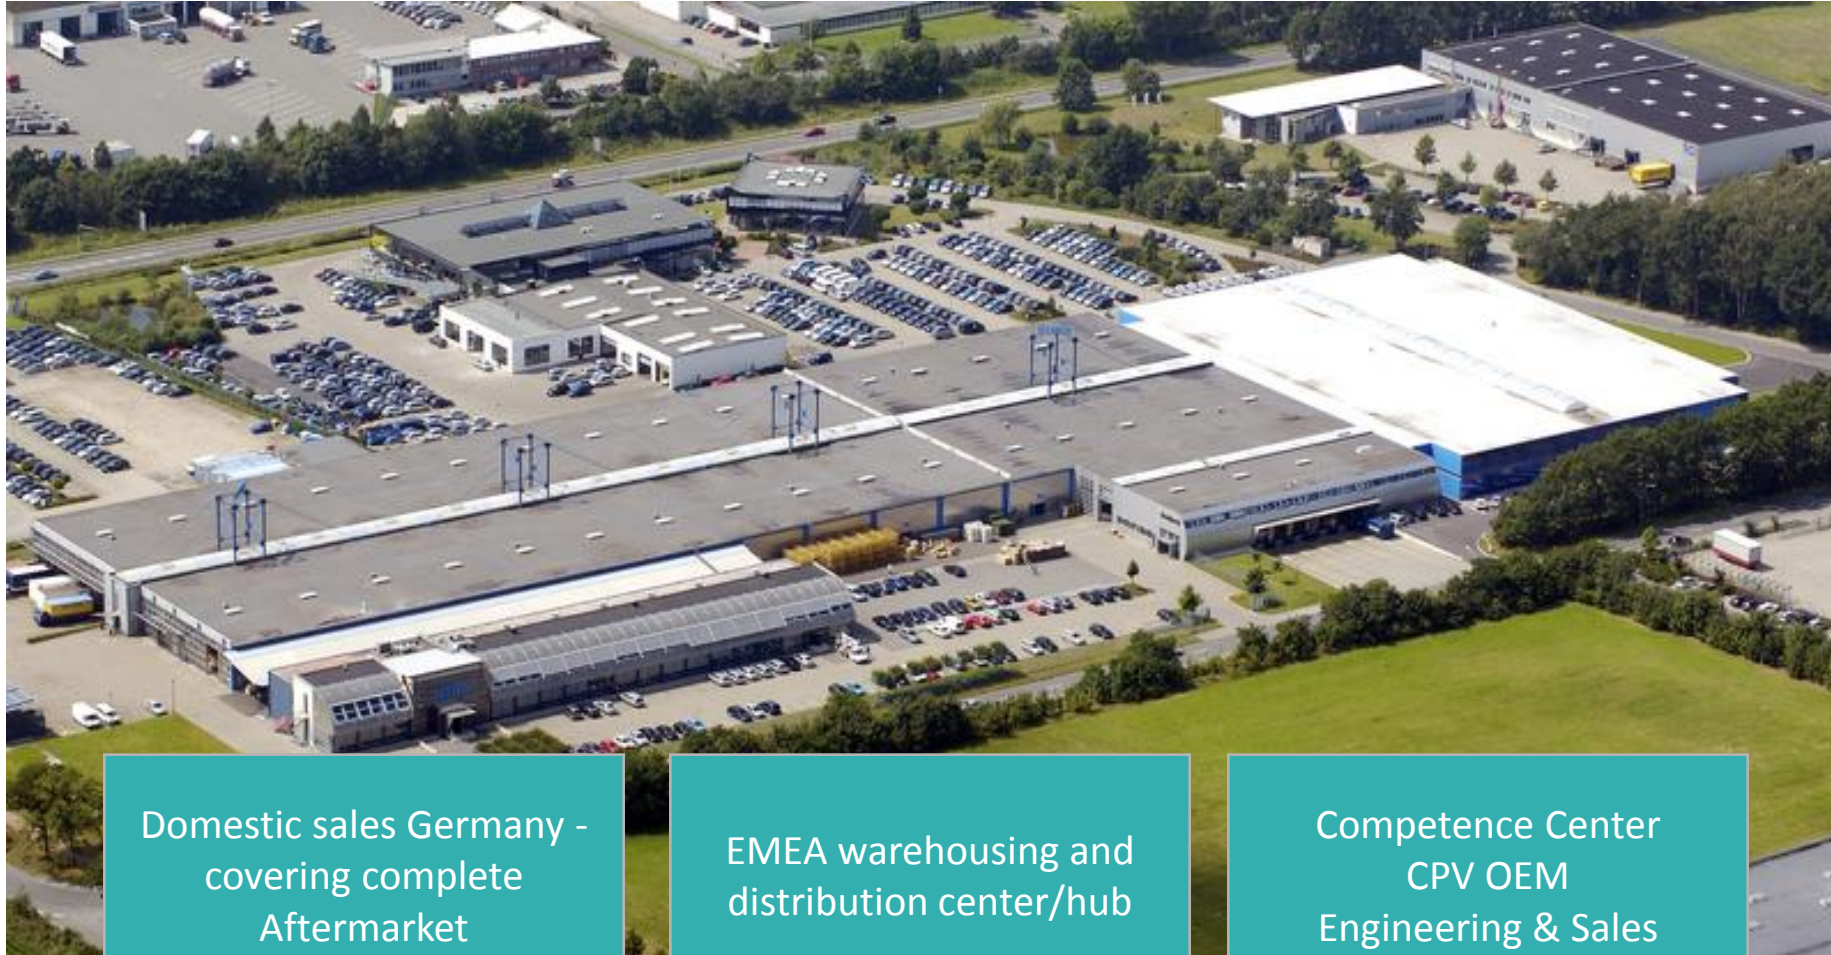 Domestic sales Germany -
covering complete
Aftermarket
EMEA warehousing and
distribution center/hub
Competence Center
CPV OEM
Engineering & Sales